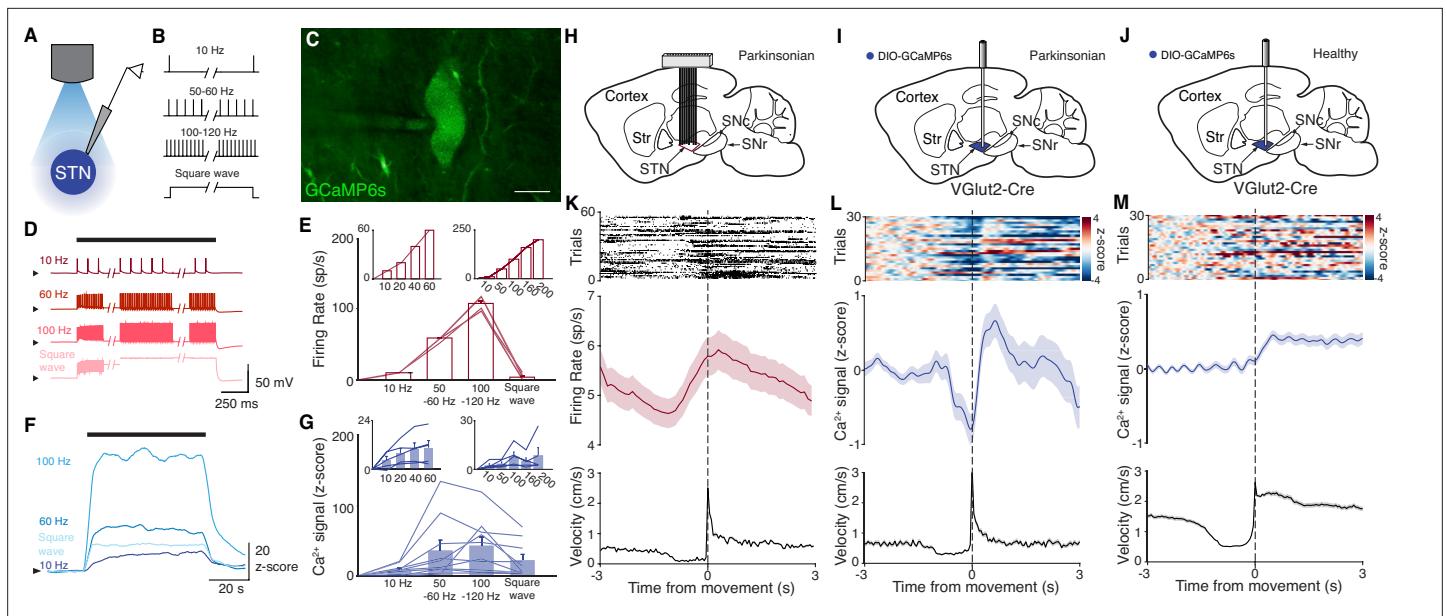 A
STN
B
10 Hz
50-60 Hz
100-120 Hz
Square wave
C
GCaMP6s
D
10 Hz
60 Hz
100 Hz
Square
wave
50 mV
250 ms
E
Firing Rate (sp/s)
200
100
0
60
0
10 20 40 60
250
0
10 50 100 160 200
10 Hz
50
-60 Hz
100
-120 Hz
Square
wave
F
100 Hz
60 Hz
Square
wave
10 Hz
20
z-score
20 s
G
Ca²⁺ signal (z-score)
200
100
0
24
0
10 20 40 60
30
0
10 50 100 160 200
10 Hz
50
-60 Hz
100
-120 Hz
Square
wave
H
Parkinsonian
Cortex
Str
SNc
SNr
STN
I
DIO-GCaMP6s
Parkinsonian
Cortex
Str
SNc
SNr
STN
VGlut2-Cre
J
DIO-GCaMP6s
Healthy
Cortex
Str
SNc
SNr
STN
VGlut2-Cre
K
Trials
60
0
Firing Rate (sp/s)
7
6
5
4
Velocity (cm/s)
3
2
1
0
-3 0 3
Time from movement (s)
L
Trials
30
0
4
z-score
4
Ca²⁺ signal (z-score)
1
0
-1
Velocity (cm/s)
3
2
1
0
-3 0 3
Time from movement (s)
M
Trials
30
0
4
z-score
4
Ca²⁺ signal (z-score)
1
0
-1
Velocity (cm/s)
3
2
1
0
-3 0 3
Time from movement (s)